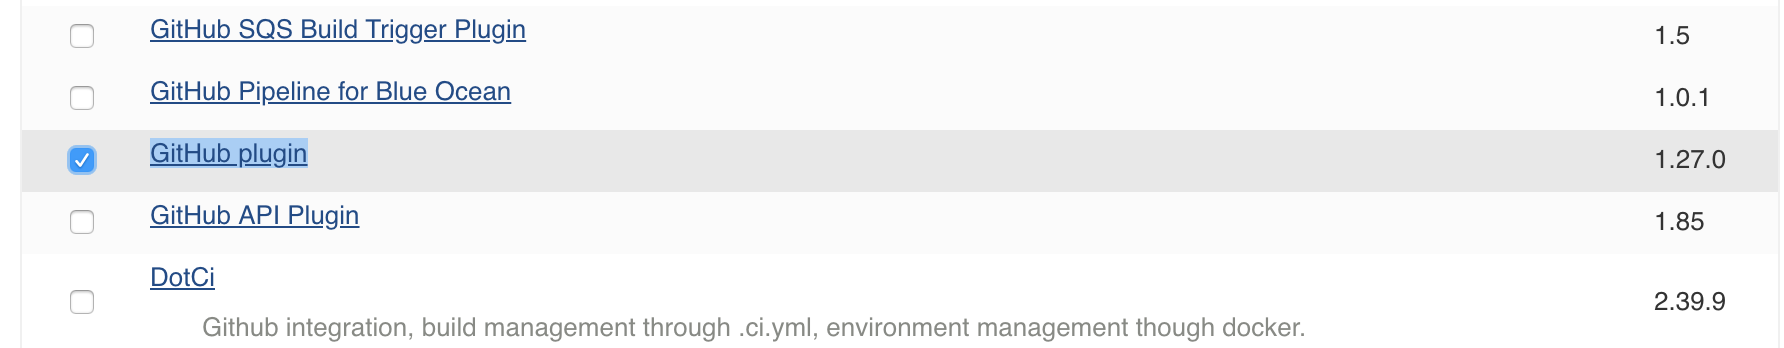 GitHub SQS Build Trigger Plugin 1.5
GitHub Pipeline for Blue Ocean 1.0.1
GitHub plugin 1.27.0
GitHub API Plugin 1.85
DotCi 2.39.9
Github integration, build management through .ci.yml, environment management though docker.